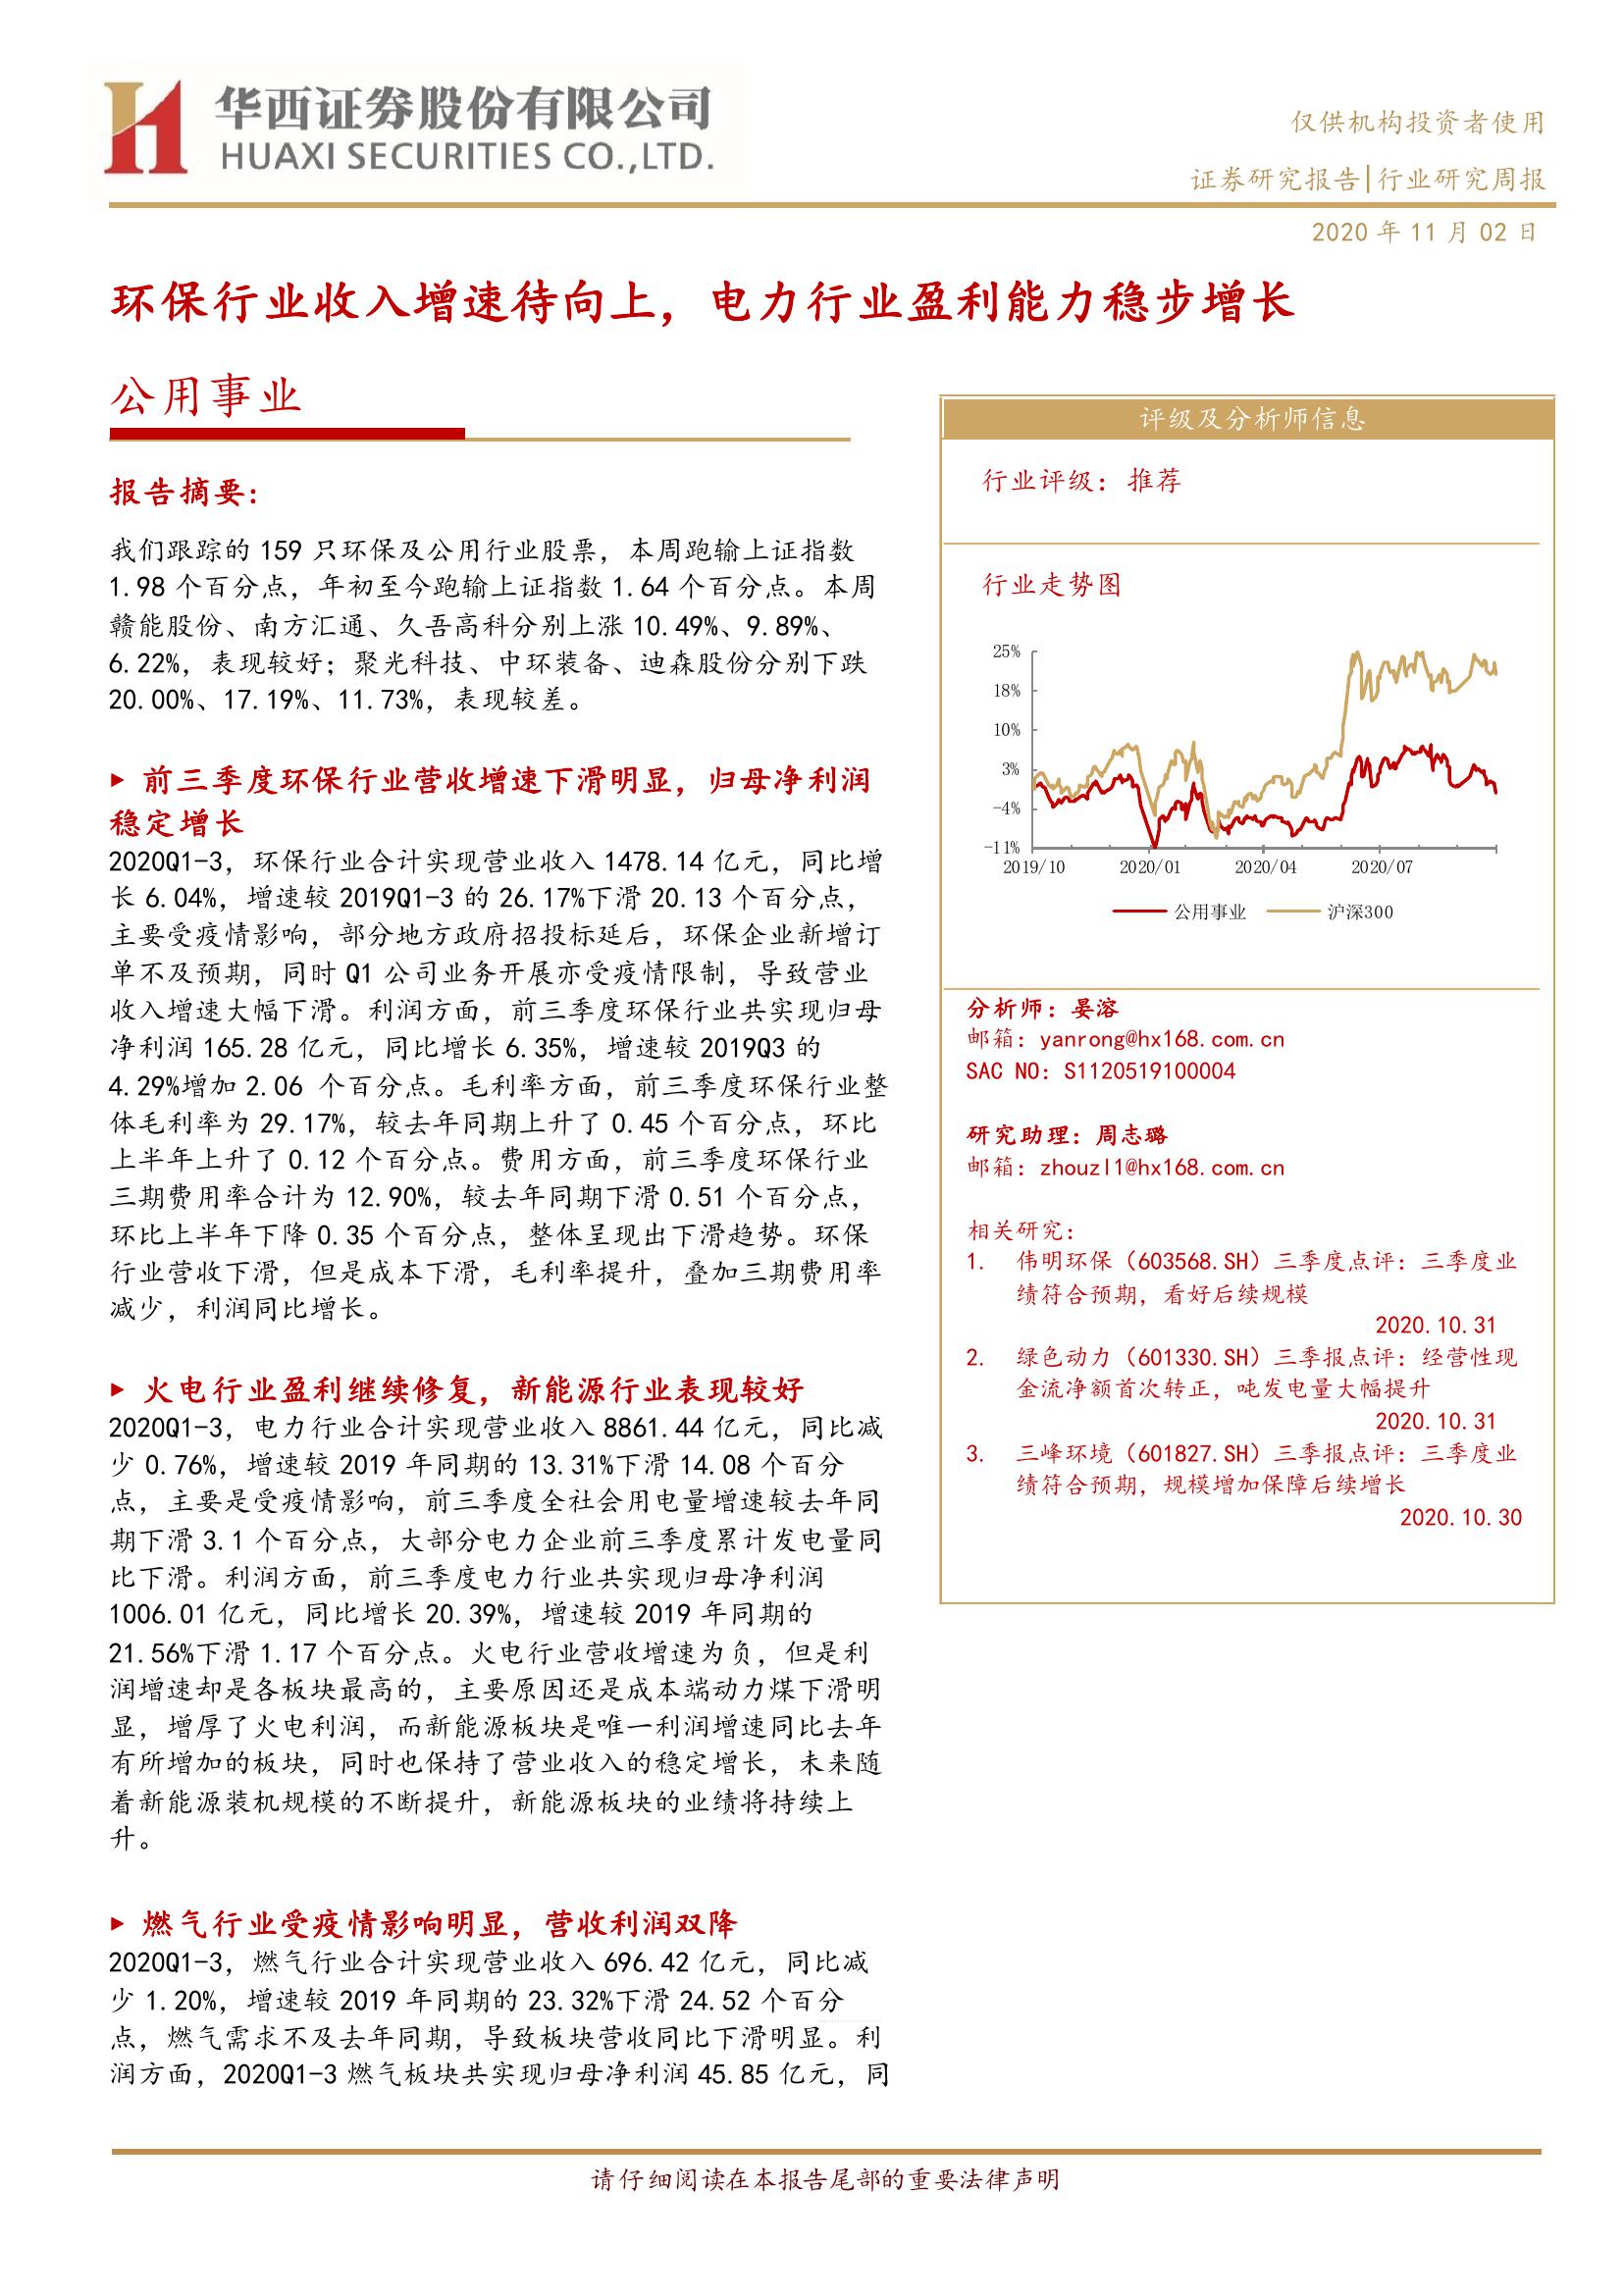 华西证券股份有限公司
HUAXI SECURITIES CO.,LTD.
仅供机构投资者使用
证券研究报告|行业研究周报
2020 年 11 月 02 日
环保行业收入增速待向上，电力行业盈利能力稳步增长
公用事业
报告摘要：
我们跟踪的 159 只环保及公用行业股票，本周跑输上证指数
1.98 个百分点，年初至今跑输上证指数 1.64 个百分点。本周
赣能股份、南方汇通、久吾高科分别上涨 10.49%、9.89%、
6.22%，表现较好；聚光科技、中环装备、迪森股份分别下跌
20.00%、17.19%、11.73%，表现较差。
▶ 前三季度环保行业营收增速下滑明显，归母净利润
稳定增长
2020Q1-3，环保行业合计实现营业收入 1478.14 亿元，同比增
长 6.04%，增速较 2019Q1-3 的 26.17%下滑 20.13 个百分点，
主要受疫情影响，部分地方政府招投标延后，环保企业新增订
单不及预期，同时 Q1 公司业务开展亦受疫情限制，导致营业
收入增速大幅下滑。利润方面，前三季度环保行业共实现归母
净利润 165.28 亿元，同比增长 6.35%，增速较 2019Q3 的
4.29%增加 2.06 个百分点。毛利率方面，前三季度环保行业整
体毛利率为 29.17%，较去年同期上升了 0.45 个百分点，环比
上半年上升了 0.12 个百分点。费用方面，前三季度环保行业
三期费用率合计为 12.90%，较去年同期下滑 0.51 个百分点，
环比上半年下降 0.35 个百分点，整体呈现出下滑趋势。环保
行业营收下滑，但是成本下滑，毛利率提升，叠加三期费用率
减少，利润同比增长。
▶ 火电行业盈利继续修复，新能源行业表现较好
2020Q1-3，电力行业合计实现营业收入 8861.44 亿元，同比减
少 0.76%，增速较 2019 年同期的 13.31%下滑 14.08 个百分
点，主要是受疫情影响，前三季度全社会用电量增速较去年同
期下滑 3.1 个百分点，大部分电力企业前三季度累计发电量同
比下滑。利润方面，前三季度电力行业共实现归母净利润
1006.01 亿元，同比增长 20.39%，增速较 2019 年同期的
21.56%下滑 1.17 个百分点。火电行业营收增速为负，但是利
润增速却是各板块最高的，主要原因还是成本端动力煤下滑明
显，增厚了火电利润，而新能源板块是唯一利润增速同比去年
有所增加的板块，同时也保持了营业收入的稳定增长，未来随
着新能源装机规模的不断提升，新能源板块的业绩将持续上
升。
▶ 燃气行业受疫情影响明显，营收利润双降
2020Q1-3，燃气行业合计实现营业收入 696.42 亿元，同比减
少 1.20%，增速较 2019 年同期的 23.32%下滑 24.52 个百分
点，燃气需求不及去年同期，导致板块营收同比下滑明显。利
润方面，2020Q1-3 燃气板块共实现归母净利润 45.85 亿元，同
评级及分析师信息
行业评级：推荐
行业走势图
25%
18%
10%
3%
-4%
-11%
2019/10 2020/01 2020/04 2020/07
公用事业 沪深300
分析师：晏溶
邮箱：yanrong@hx168.com.cn
SAC NO：S1120519100004
研究助理：周志璐
邮箱：zhouzl1@hx168.com.cn
相关研究：
1. 伟明环保（603568.SH）三季度点评：三季度业
绩符合预期，看好后续规模
2020.10.31
2. 绿色动力（601330.SH）三季报点评：经营性现
金流净额首次转正，吨发电量大幅提升
2020.10.31
3. 三峰环境（601827.SH）三季报点评：三季度业
绩符合预期，规模增加保障后续增长
2020.10.30
请仔细阅读在本报告尾部的重要法律声明